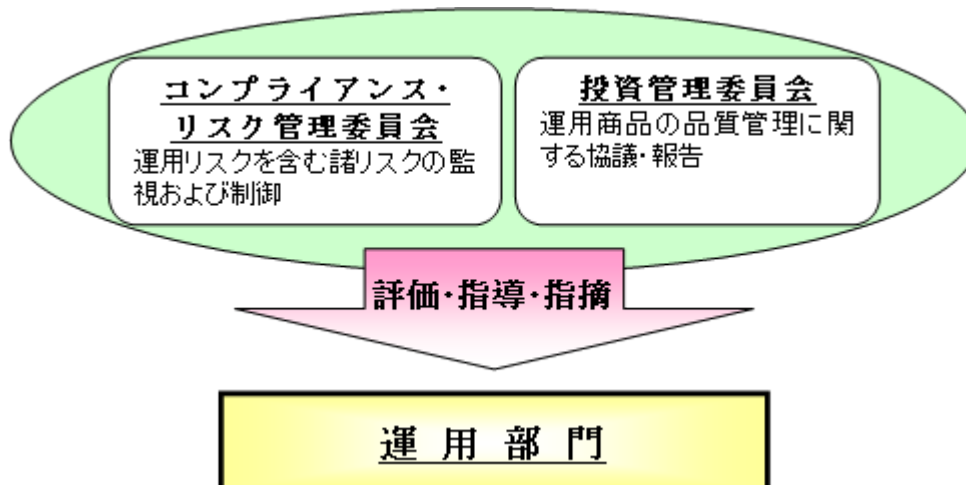 コンプライアンス・
リスク管理委員会
運用リスクを含む諸リスクの監
視および制御
投資管理委員会
運用商品の品質管理に関
する協議・報告
評価・指導・指摘
運用部門